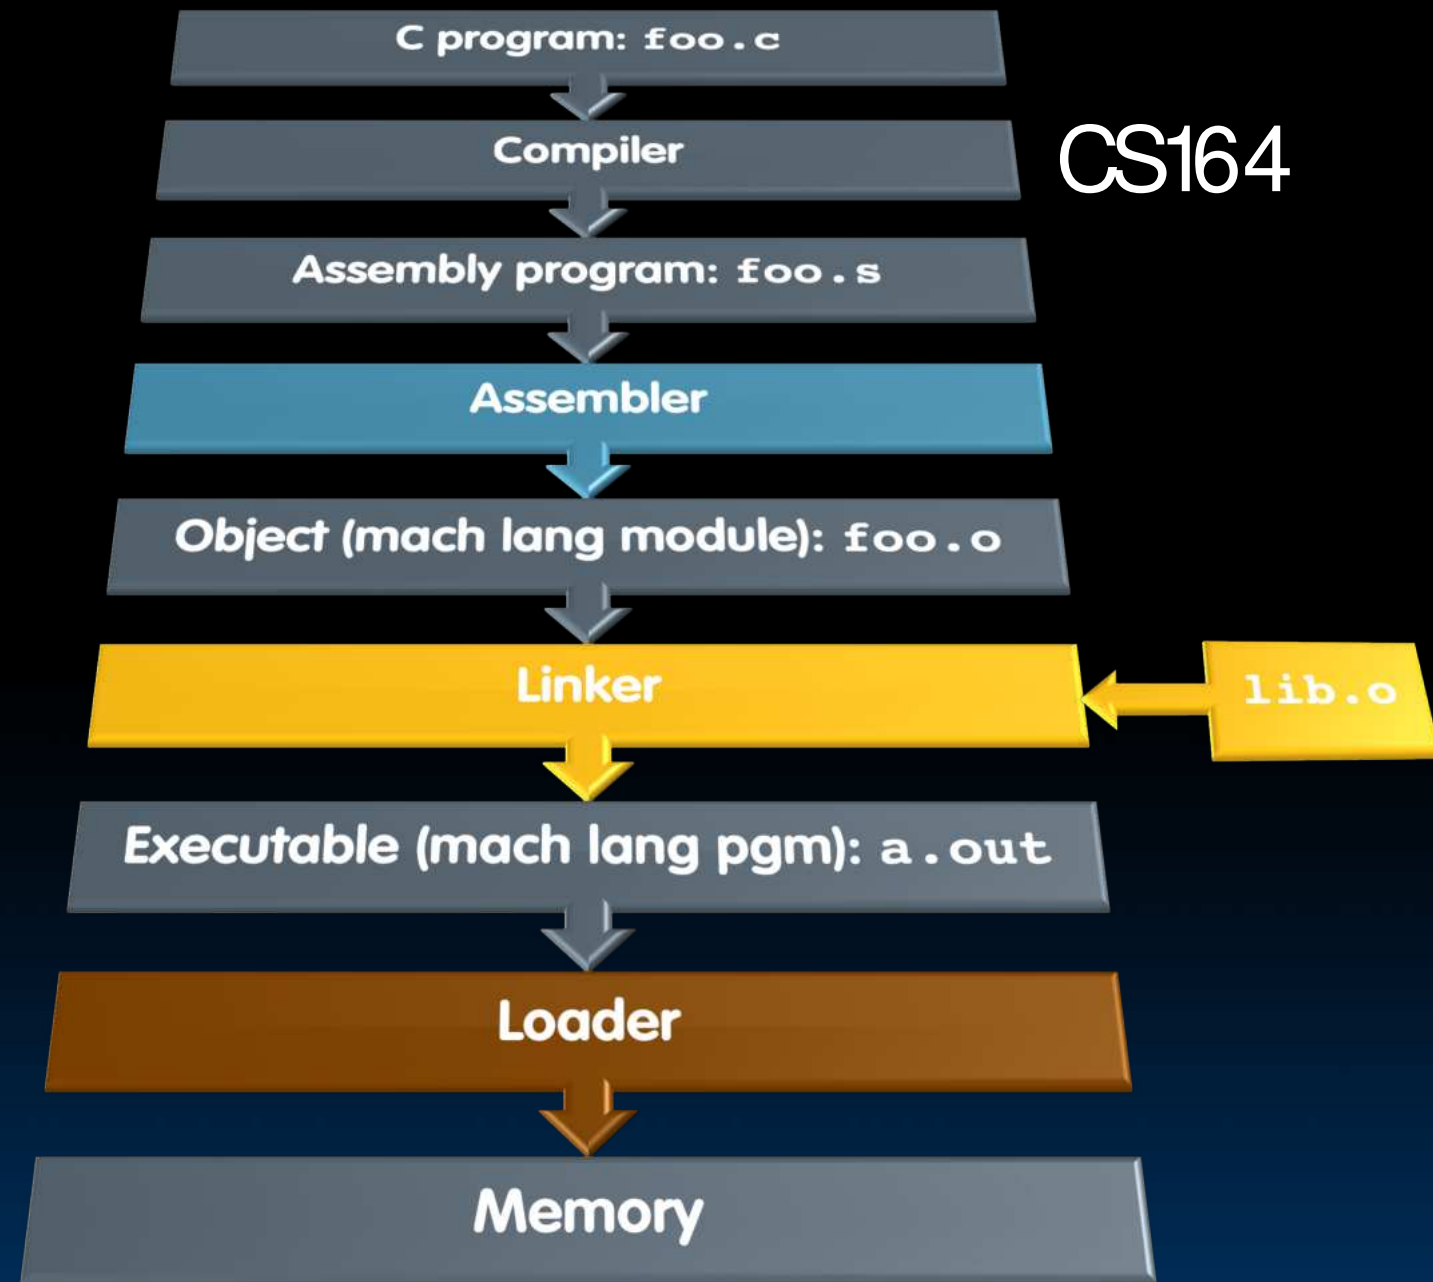 C program: foo.c
Compiler
CS164
Assembly program: foo.s
Assembler
Object (mach lang module): foo.o
Linker
lib.o
Executable (mach lang pgm): a.out
Loader
Memory